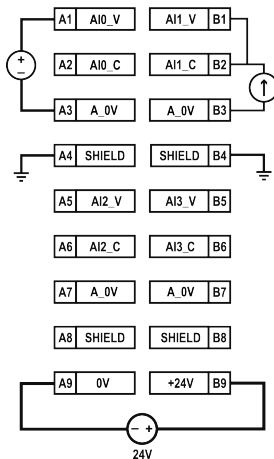 A1 AI0_V AI1_V B1
+
−
A2 AI0_C AI1_C B2
A3 A_0V A_0V B3
A4 SHIELD SHIELD B4
A5 AI2_V AI3_V B5
A6 AI2_C AI3_C B6
A7 A_0V A_0V B7
A8 SHIELD SHIELD B8
A9 0V +24V B9
− +
24V